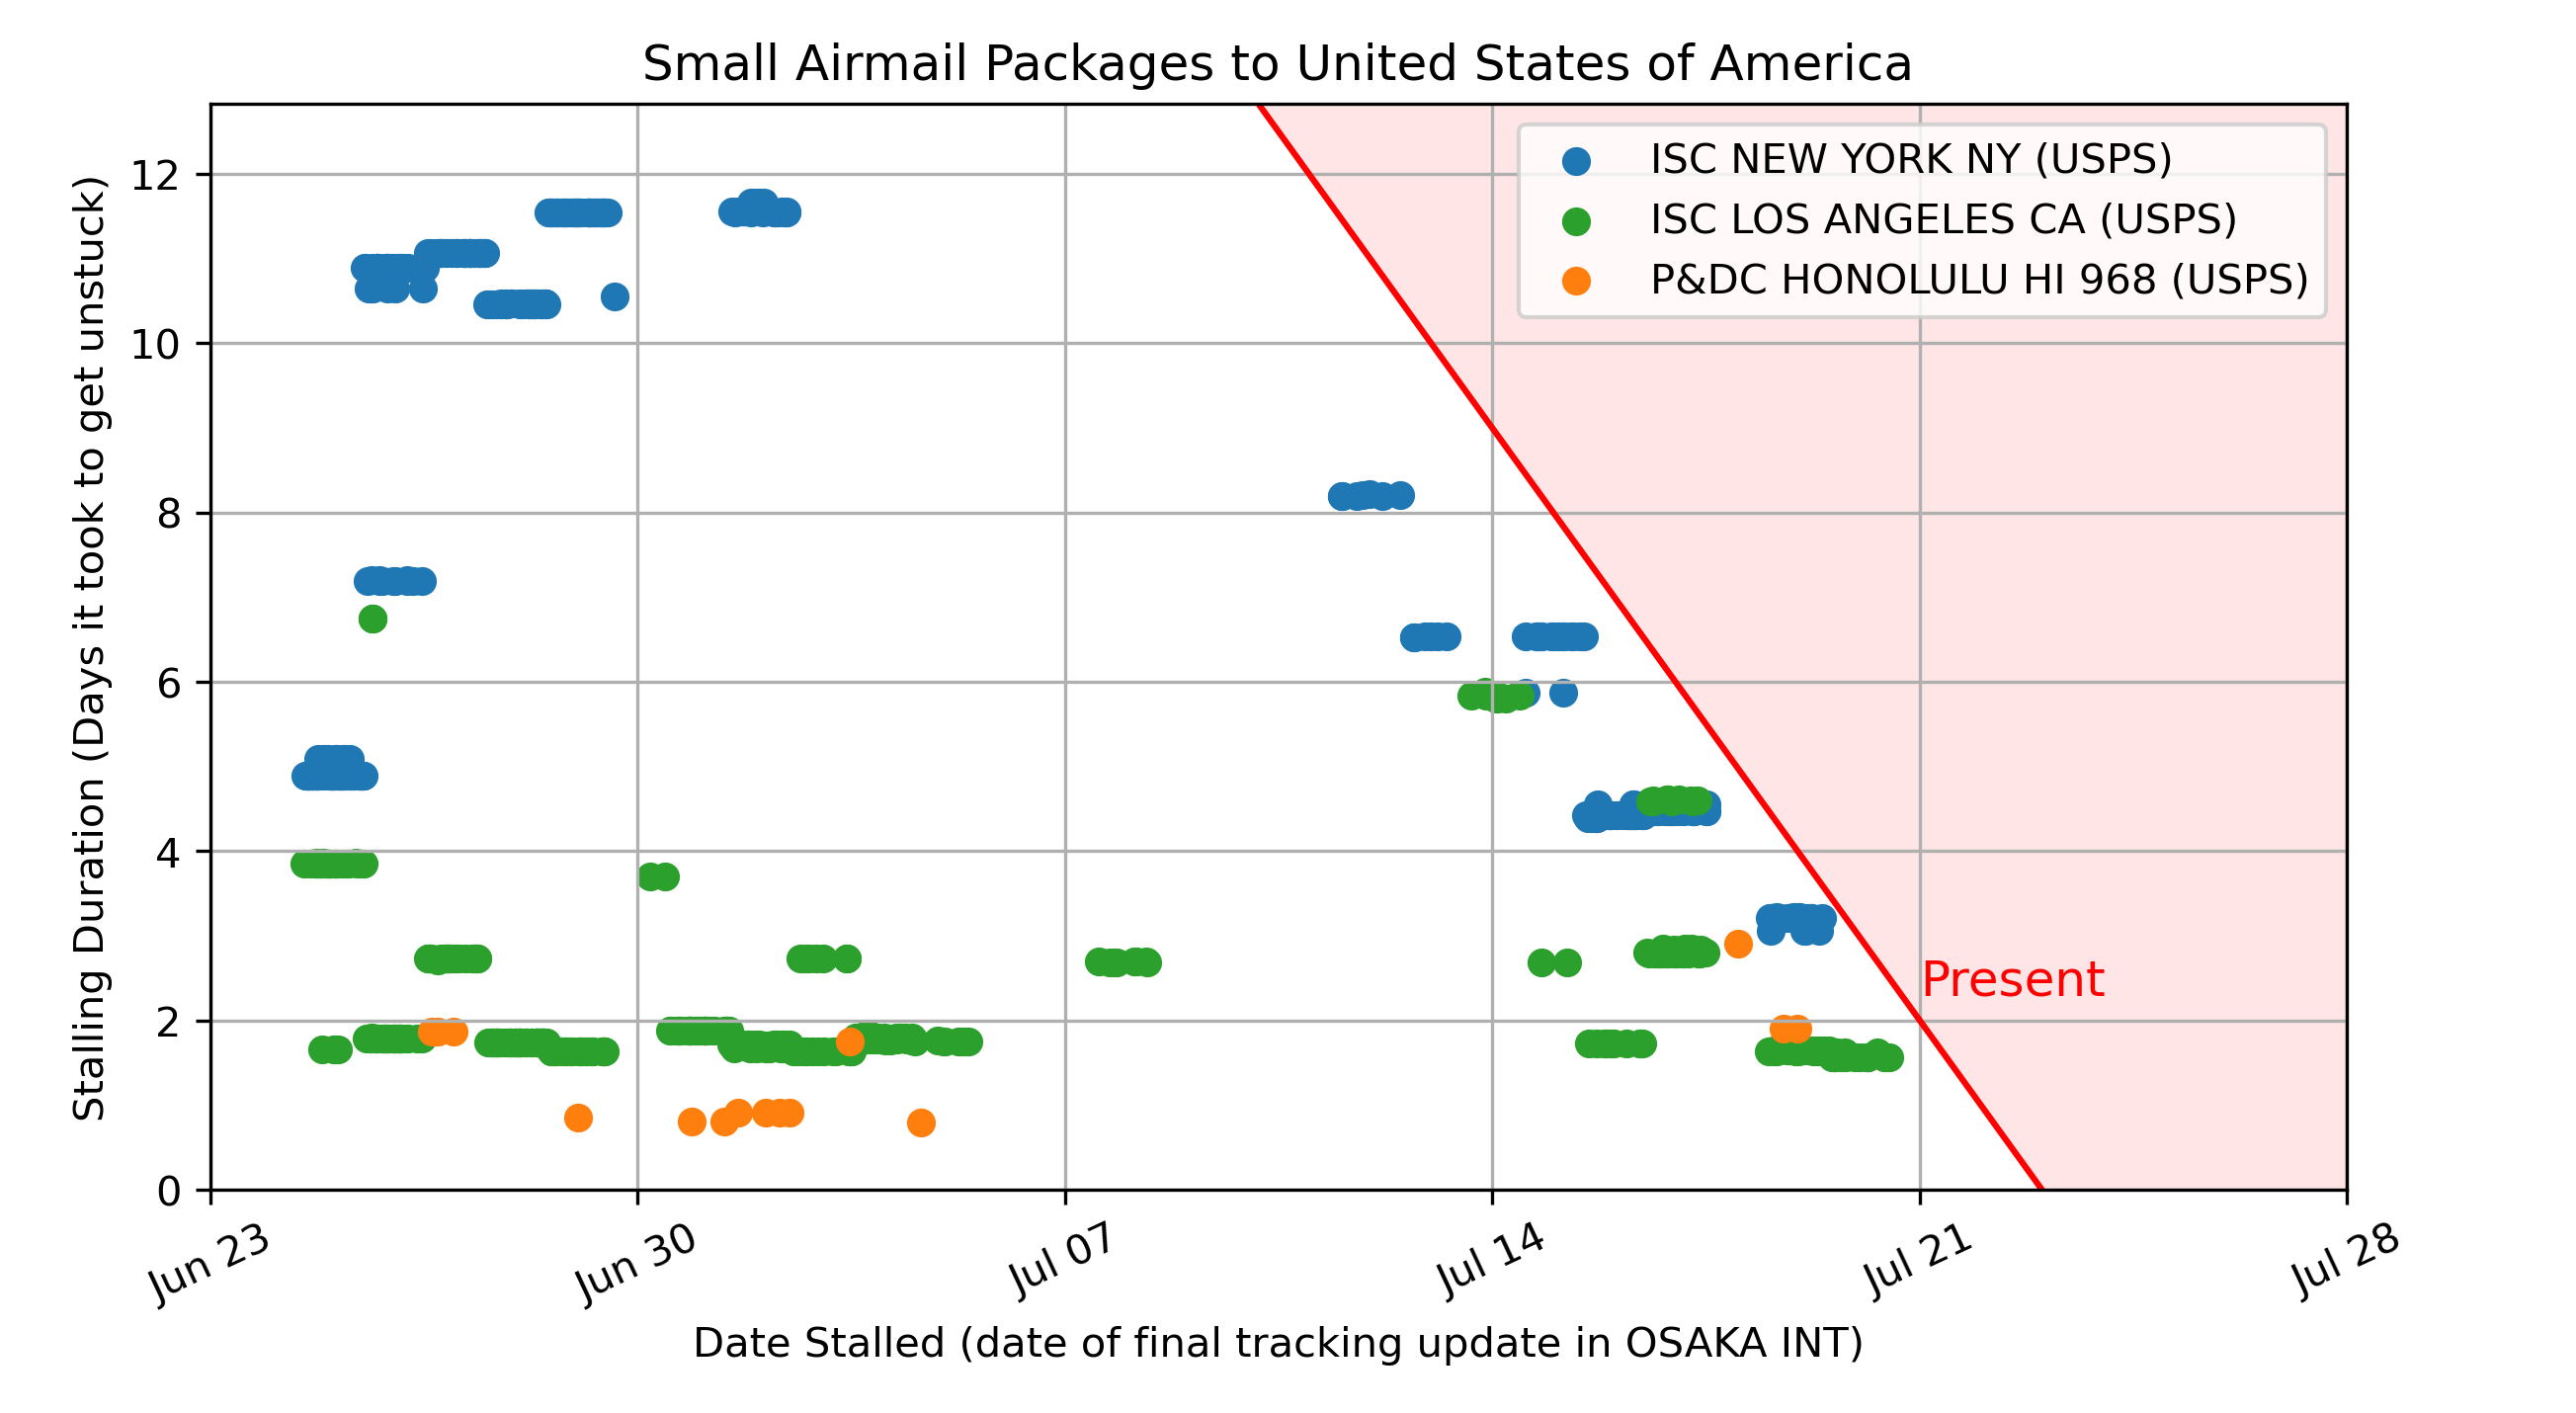 Small Airmail Packages to United States of America
ISC NEW YORK NY (USPS)
ISC LOS ANGELES CA (USPS)
P&DC HONOLULU HI 968 (USPS)
Stalling Duration (Days it took to get unstuck)
12
10
8
6
4
2
0
Present
Jun 23
Jun 30
Jul 07
Jul 14
Jul 21
Jul 28
Date Stalled (date of final tracking update in OSAKA INT)